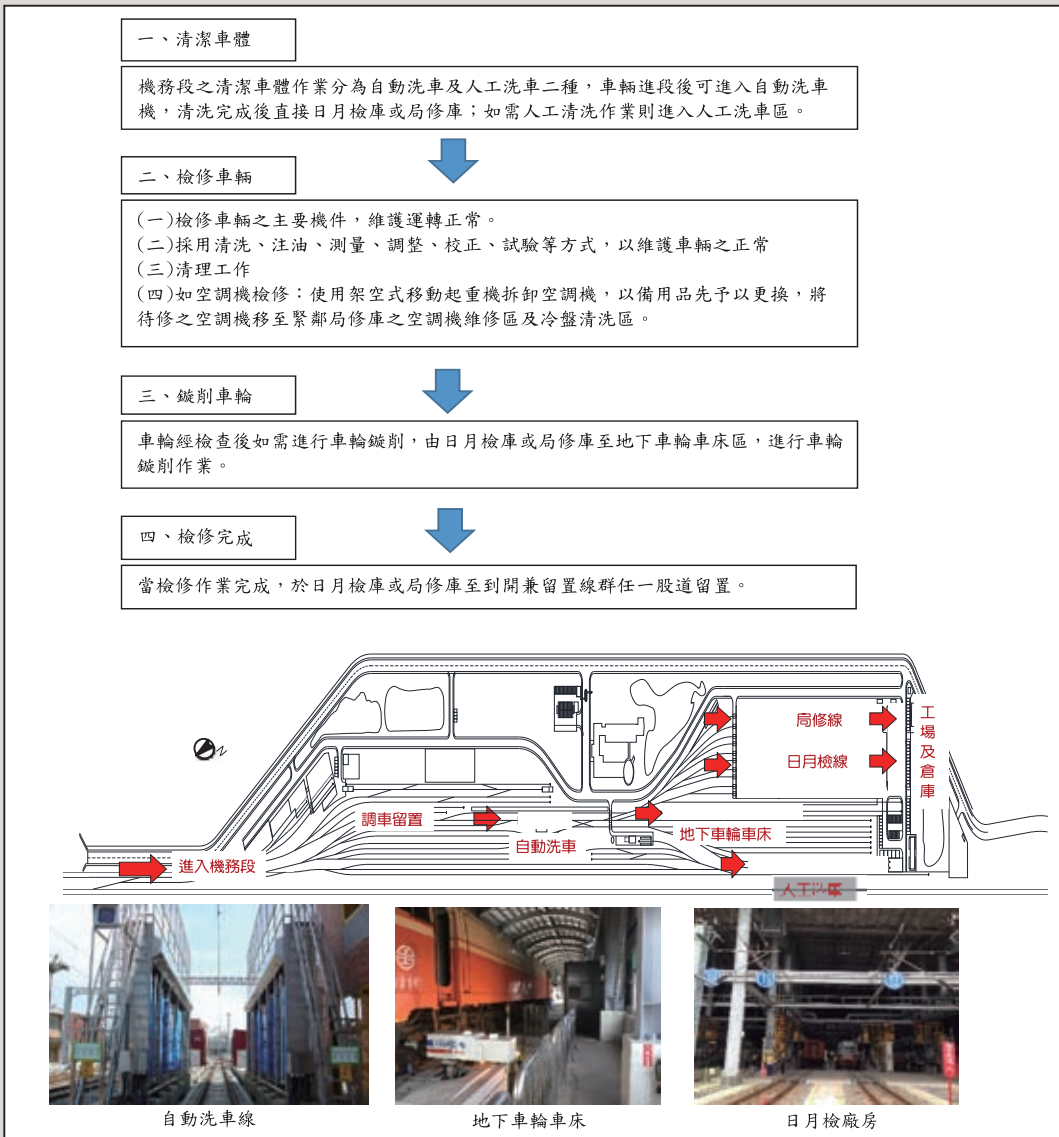 一、清潔車體
機務段之清潔車體作業分為自動洗車及人工洗車二種，車輛進段後可進入自動洗車
機，清洗完成後直接日月檢庫或局修庫；如需人工清洗作業則進入人工洗車區。
二、檢修車輛
(一)檢修車輛之主要機件，維護運轉正常。
(二)採用清洗、注油、測量、調整、校正、試驗等方式，以維護車輛之正常
(三)清理工作
(四)如空調機檢修：使用架空式移動起重機拆卸空調機，以備用品先予以更換，將
待修之空調機移至緊鄰局修庫之空調機維修區及冷盤清洗區。
三、鏇削車輪
車輪經檢查後如需進行車輪鏇削，由日月檢庫或局修庫至地下車輪車床區，進行車輪
鏇削作業。
四、檢修完成
當檢修作業完成，於日月檢庫或局修庫至到開兼留置線群任一股道留置。
局修線
日月檢線
工場及倉庫
調車留置
自動洗車
地下車輪車床
進入機務段
人工洗車
N
自動洗車線
地下車輪車床
日月檢廠房